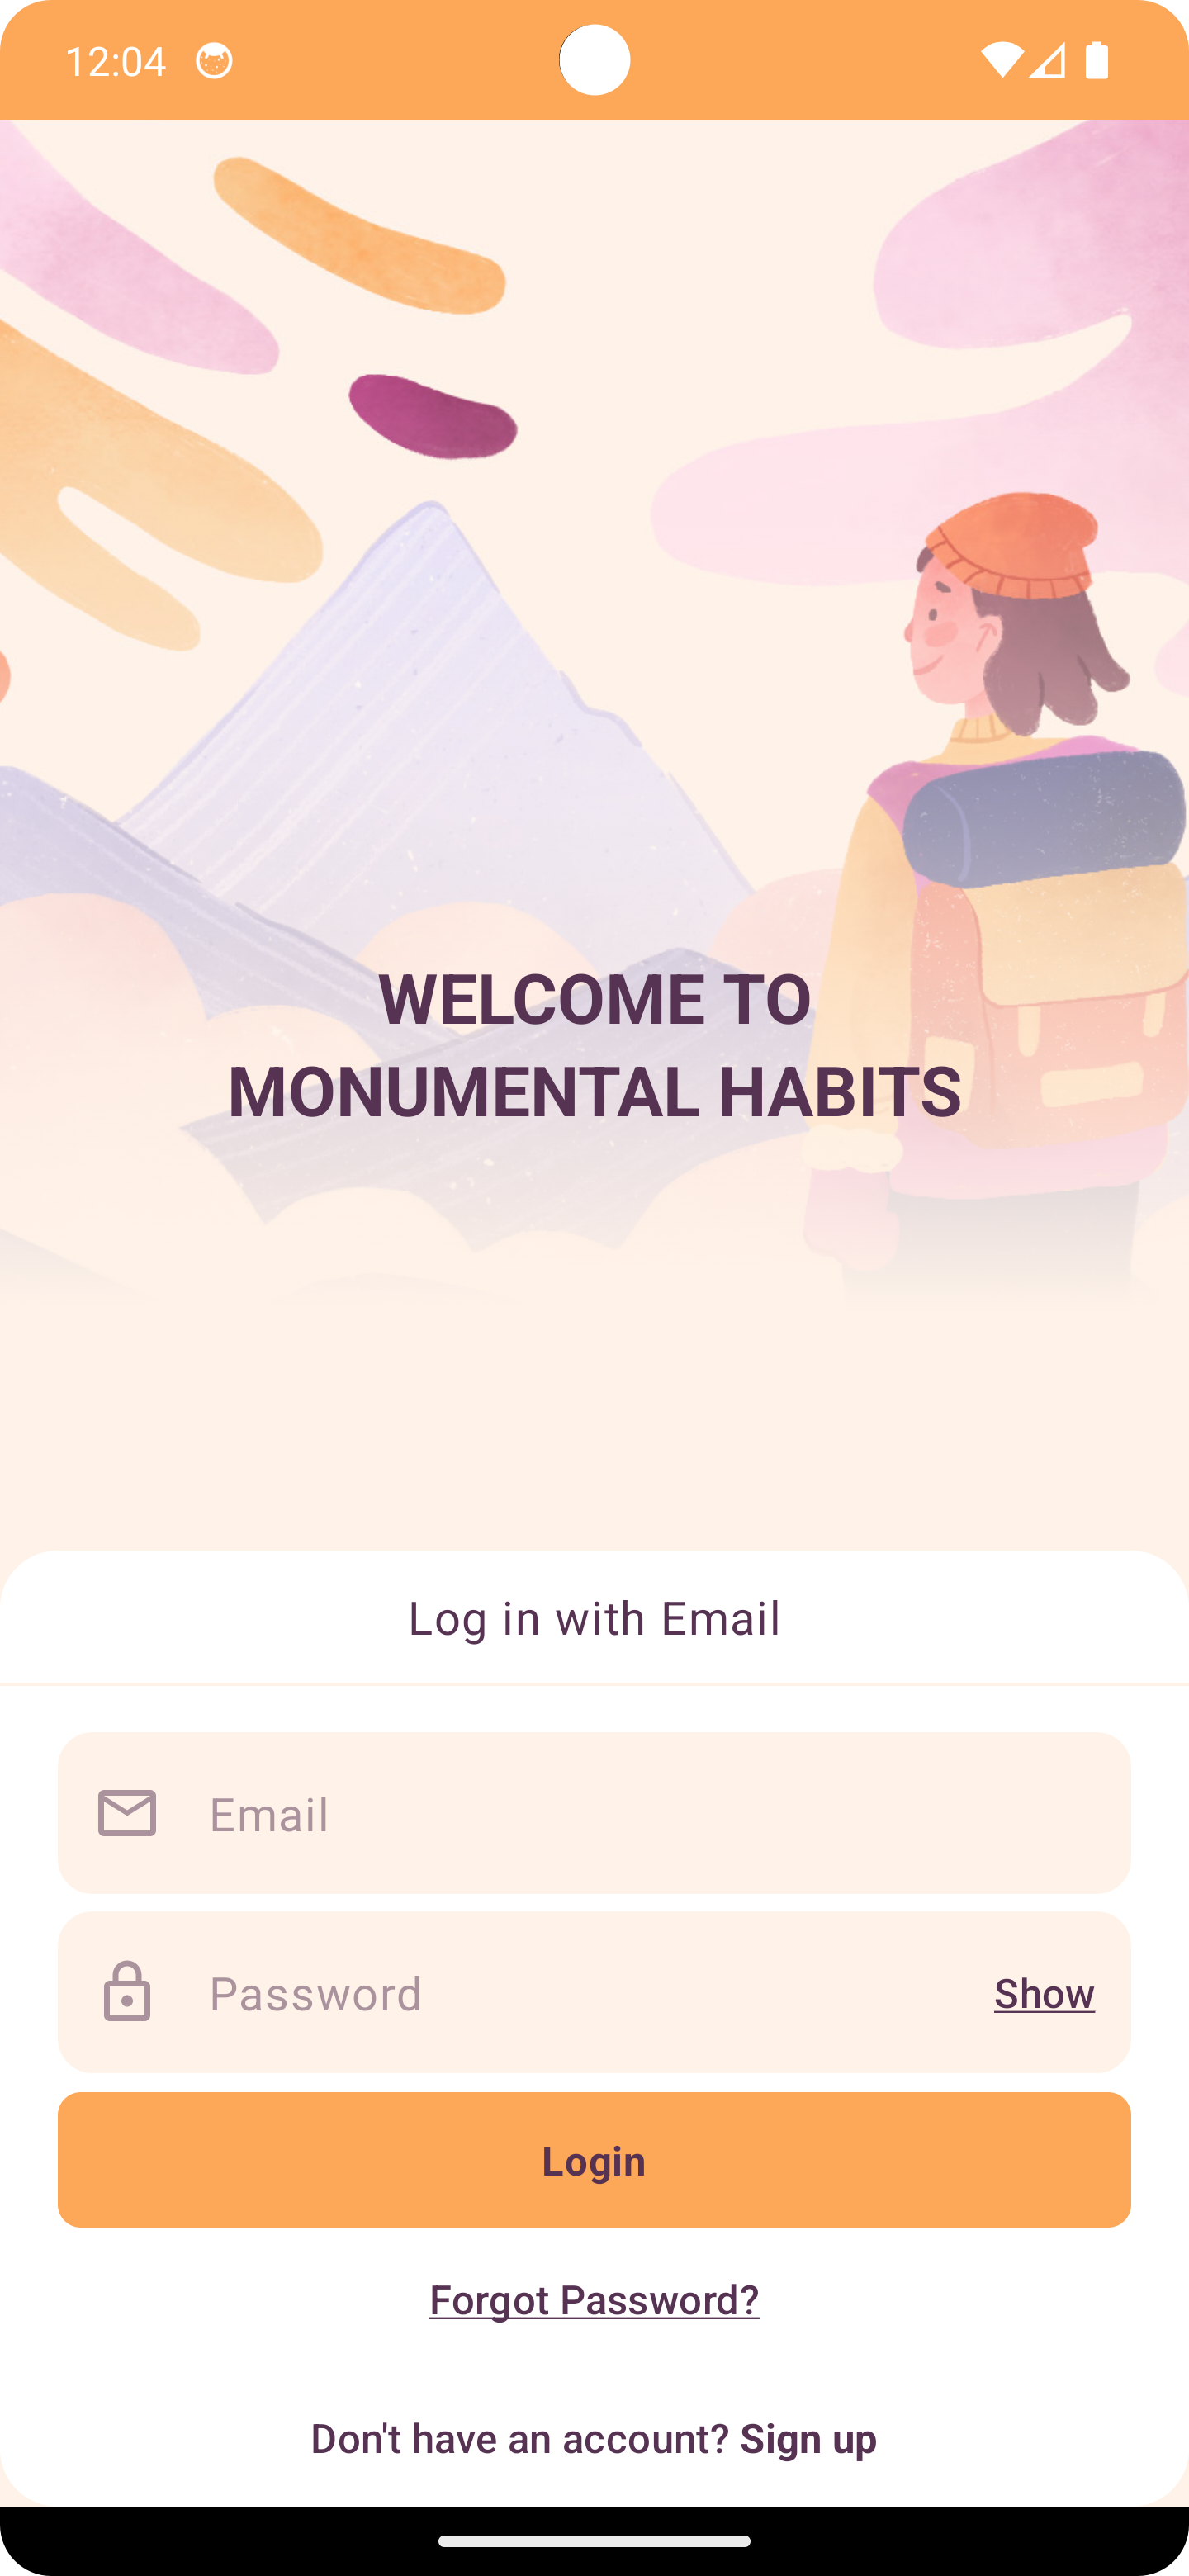 12:04
WELCOME TO
MONUMENTAL HABITS
Log in with Email
Email
Password
Show
Login
Forgot Password?
Don't have an account? Sign up